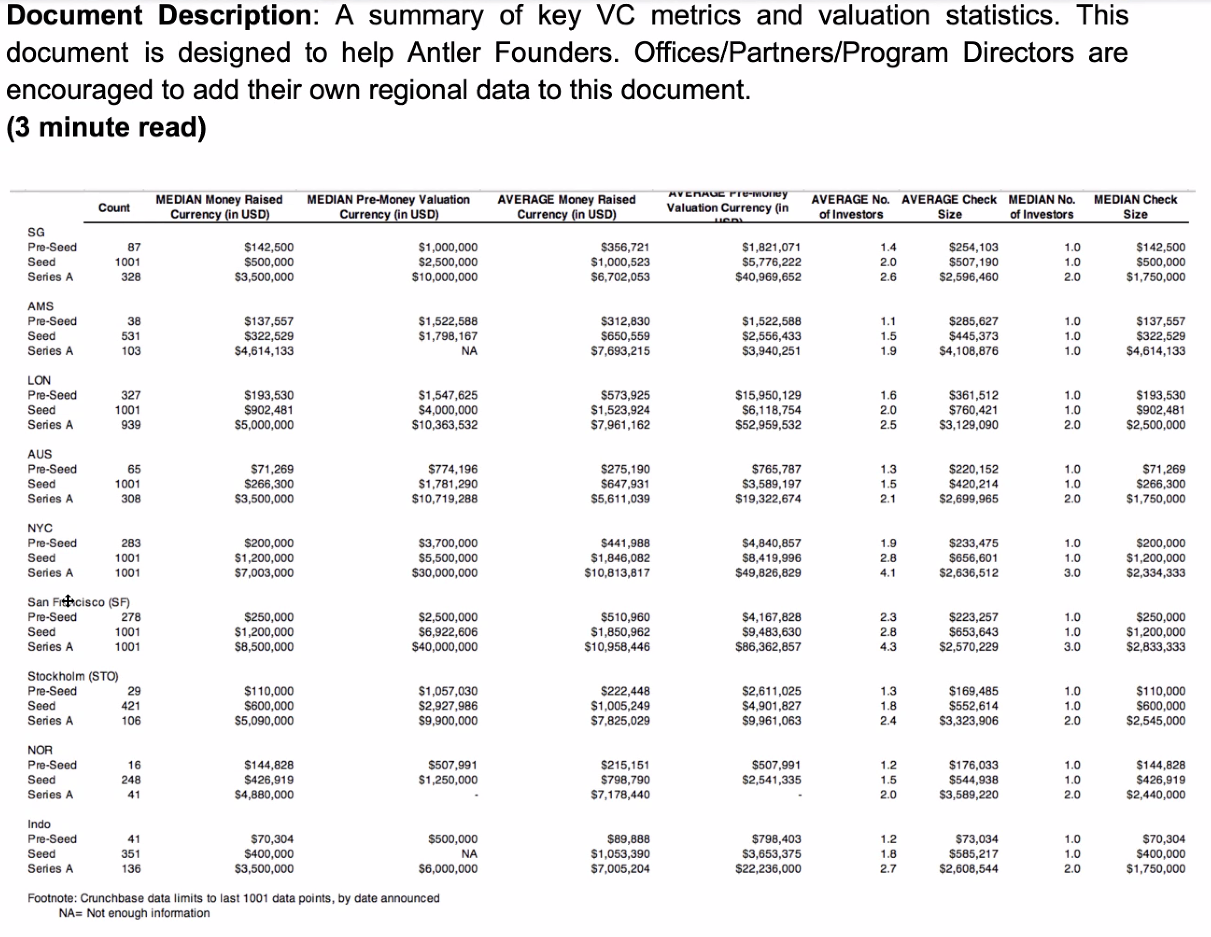 Document Description: A summary of key VC metrics and valuation statistics. This
document is designed to help Antler Founders. Offices/Partners/Program Directors are
encouraged to add their own regional data to this document.
(3 minute read)
Count MEDIAN Money Raised Currency (in USD) MEDIAN Pre-Money Valuation Currency (in USD) AVERAGE Money Raised Currency (in USD) AVERAGE Pre-Money Valuation Currency (in USD) AVERAGE No. of Investors AVERAGE Check Size MEDIAN No. of Investors MEDIAN Check Size
SG
Pre-Seed 87 $142,500 $1,000,000 $356,721 $1,821,071 1.4 $254,103 1.0 $142,500
Seed 1001 $500,000 $2,500,000 $1,000,523 $5,776,222 2.0 $507,190 1.0 $500,000
Series A 328 $3,500,000 $10,000,000 $6,702,053 $40,969,652 2.6 $2,596,460 2.0 $1,750,000
AMS
Pre-Seed 38 $137,557 $1,522,588 $312,830 $1,522,588 1.1 $285,627 1.0 $137,557
Seed 531 $322,529 $1,798,167 $650,559 $2,556,433 1.5 $445,373 1.0 $322,529
Series A 103 $4,614,133 NA $7,693,215 $3,940,251 1.9 $4,108,876 1.0 $4,614,133
LON
Pre-Seed 327 $193,530 $1,547,625 $573,925 $15,950,129 1.6 $361,512 1.0 $193,530
Seed 1001 $902,481 $4,000,000 $1,523,924 $6,118,754 2.0 $760,421 1.0 $902,481
Series A 939 $5,000,000 $10,363,532 $7,961,162 $52,959,532 2.5 $3,129,090 2.0 $2,500,000
AUS
Pre-Seed 65 $71,269 $774,196 $275,190 $765,787 1.3 $220,152 1.0 $71,269
Seed 1001 $266,300 $1,781,290 $647,931 $3,589,197 1.5 $420,214 1.0 $266,300
Series A 308 $3,500,000 $10,719,288 $5,611,039 $19,322,674 2.1 $2,699,965 2.0 $1,750,000
NYC
Pre-Seed 283 $200,000 $3,700,000 $441,988 $4,840,857 1.9 $233,475 1.0 $200,000
Seed 1001 $1,200,000 $5,500,000 $1,846,082 $8,419,996 2.8 $656,601 1.0 $1,200,000
Series A 1001 $7,003,000 $30,000,000 $10,813,817 $49,826,829 4.1 $2,636,512 3.0 $2,334,333
San Francisco (SF)
Pre-Seed 278 $250,000 $2,500,000 $510,960 $4,167,828 2.3 $223,257 1.0 $250,000
Seed 1001 $1,200,000 $6,922,606 $1,850,962 $9,483,630 2.8 $653,643 1.0 $1,200,000
Series A 1001 $8,500,000 $40,000,000 $10,958,446 $86,362,857 4.3 $2,570,229 3.0 $2,833,333
Stockholm (STO)
Pre-Seed 29 $110,000 $1,057,030 $222,448 $2,611,025 1.3 $169,485 1.0 $110,000
Seed 421 $600,000 $2,927,986 $1,005,249 $4,901,827 1.8 $552,614 1.0 $600,000
Series A 106 $5,090,000 $9,900,000 $7,825,029 $9,961,063 2.4 $3,323,906 2.0 $2,545,000
NOR
Pre-Seed 16 $144,828 $507,991 $215,151 $507,991 1.2 $176,033 1.0 $144,828
Seed 248 $426,919 $1,250,000 $798,790 $2,541,335 1.5 $544,938 1.0 $426,919
Series A 41 $4,880,000 - $7,178,440 - 2.0 $3,589,220 2.0 $2,440,000
Indo
Pre-Seed 41 $70,304 $500,000 $89,888 $798,403 1.2 $73,034 1.0 $70,304
Seed 351 $400,000 NA $1,053,390 $3,653,375 1.8 $585,217 1.0 $400,000
Series A 136 $3,500,000 $6,000,000 $7,005,204 $22,236,000 2.7 $2,608,544 2.0 $1,750,000
Footnote: Crunchbase data limits to last 1001 data points, by date announced
NA= Not enough information